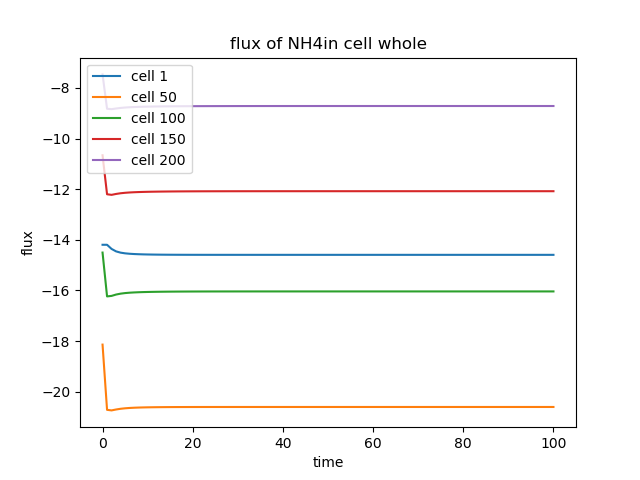 flux of NH4in cell whole
cell 1
cell 50
cell 100
cell 150
cell 200
−8
−10
−12
−14
−16
−18
−20
flux
0
20
40
60
80
100
time